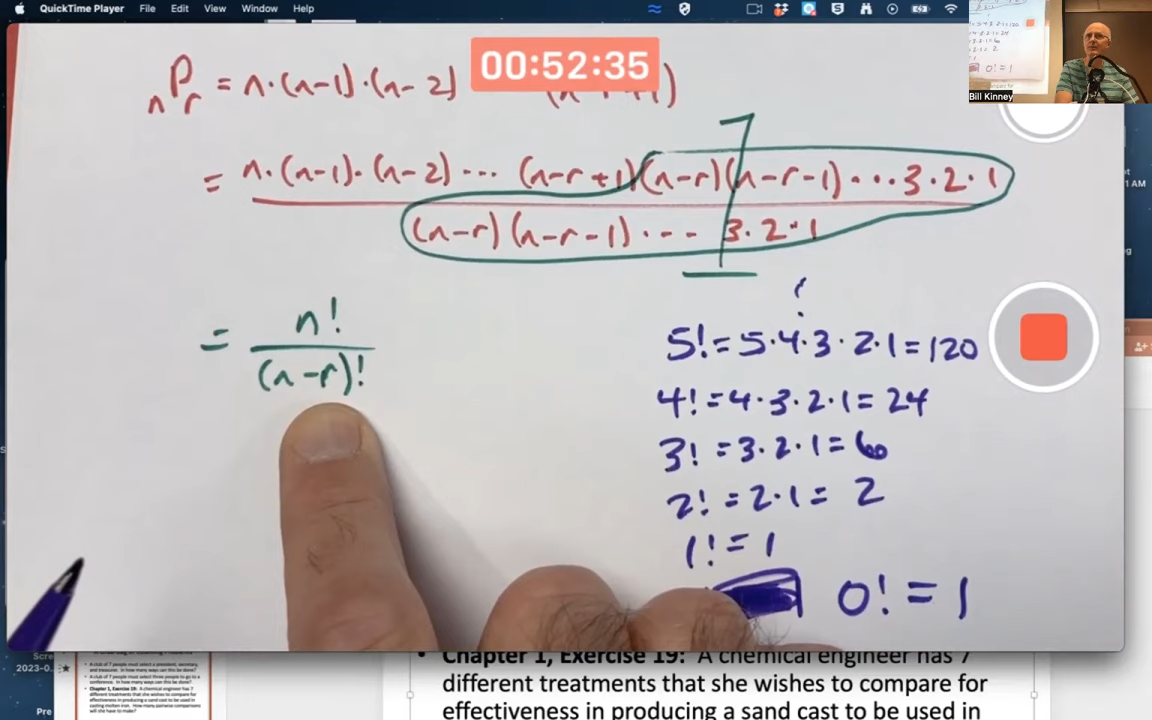 QuickTime Player File Edit View Window Help
00:52:35
Bill Kinney
nPr = n·(n-1)·(n-2)
= n·(n-1)·(n-2)··· (n-r+1)(n-r)(n-r-1)···3·2·1
(n-r)(n-r-1)··· 3·2·1
= n!
(n-r)!
5! = 5·4·3·2·1 = 120
4! = 4·3·2·1 = 24
3! = 3·2·1 = 6
2! = 2·1 = 2
1! = 1
0! = 1
• Chapter 1, Exercise 19: A chemical engineer has 7
different treatments that she wishes to compare for
effectiveness in producing a sand cast to be used in